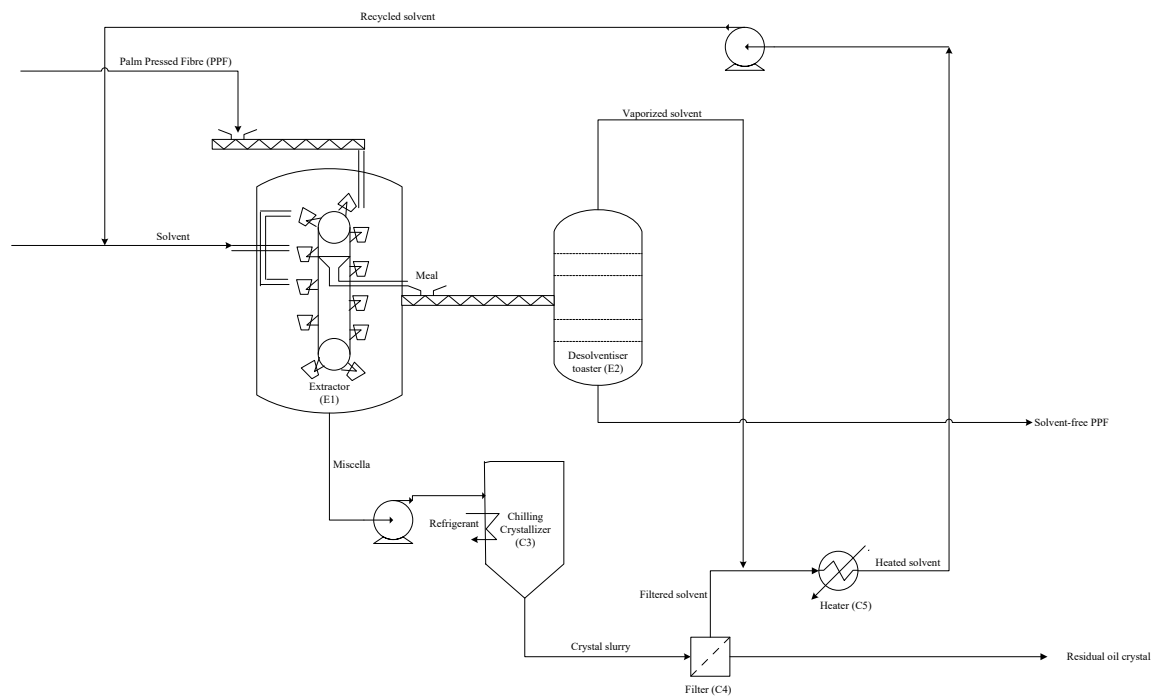 Recycled solvent
Palm Pressed Fibre (PPF)
Vaporized solvent
Solvent
Meal
Desolventiser
toaster (E2)
Extractor
(E1)
Solvent-free PPF
Miscella
Refrigerant
Chilling
Crystallizer
(C3)
Heated solvent
Filtered solvent
Heater (C5)
Crystal slurry
Residual oil crystal
Filter (C4)